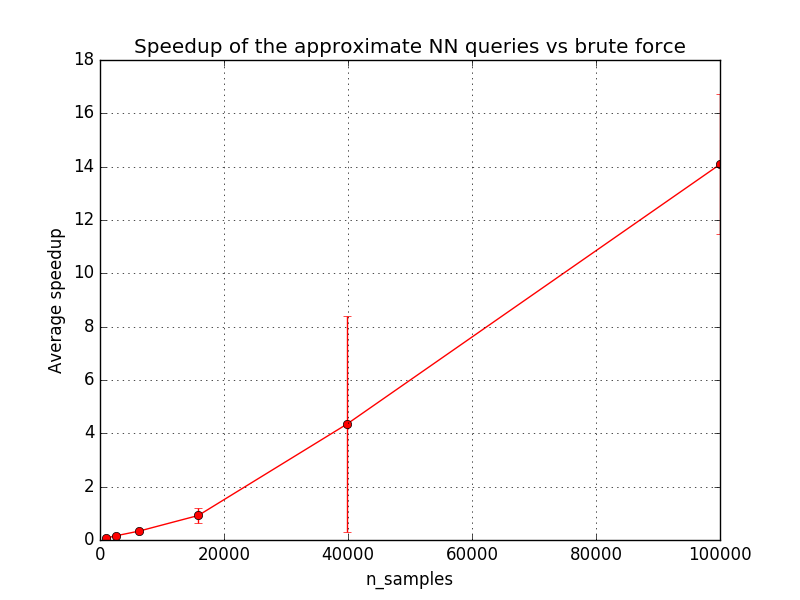 Speedup of the approximate NN queries vs brute force
18
16
14
12
10
8
6
4
2
0
Average speedup
0 20000 40000 60000 80000 100000
n_samples